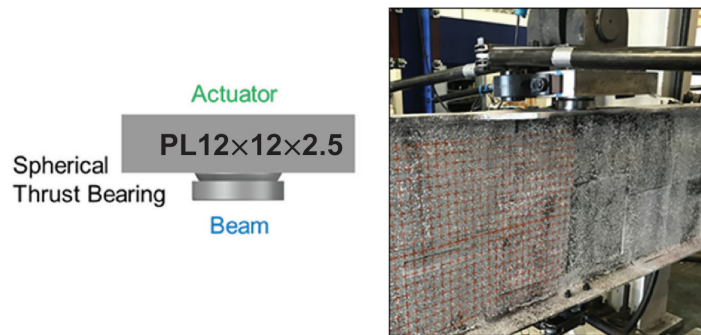 Actuator
PL12×12×2.5
Spherical
Thrust Bearing
Beam